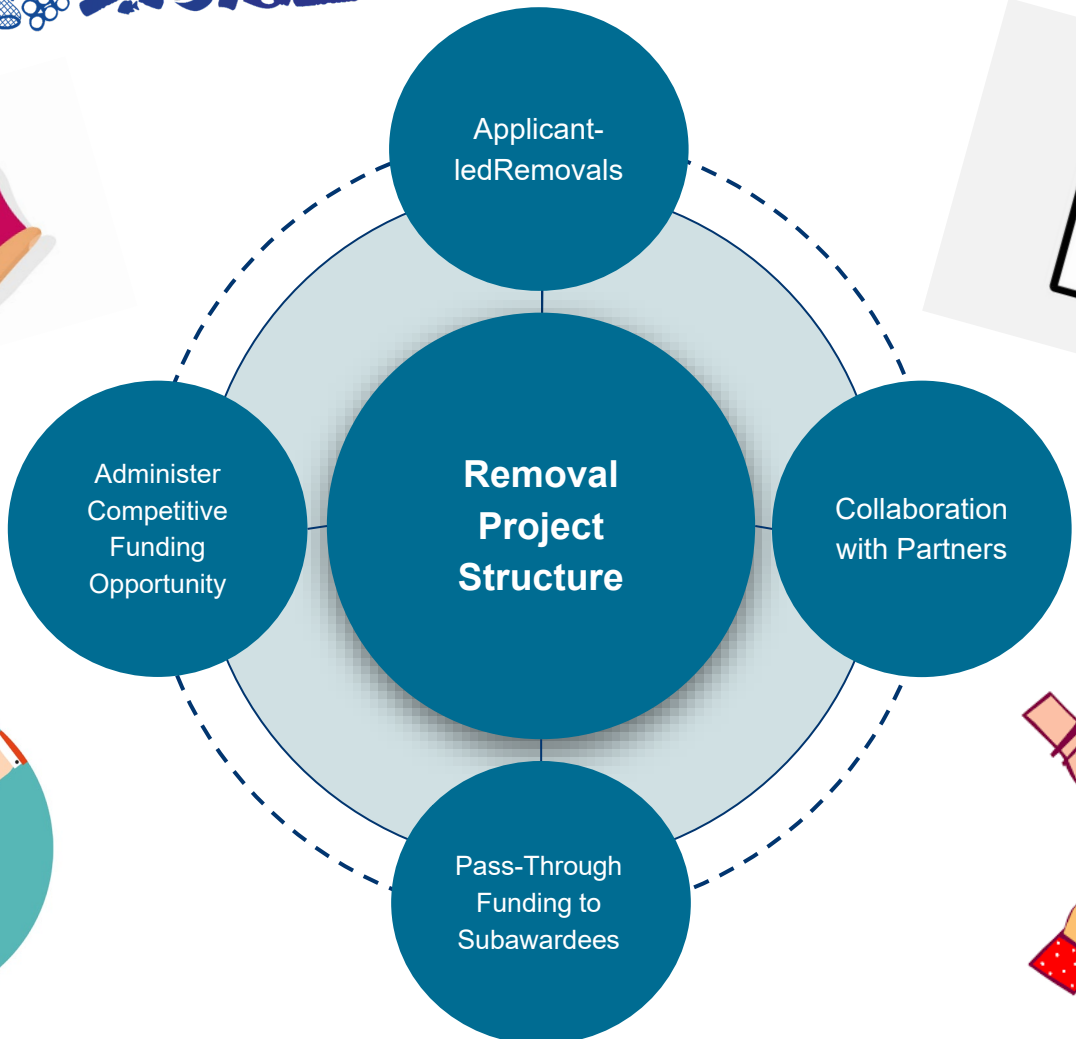 Applicant-
ledRemovals
Administer
Competitive
Funding
Opportunity
Removal
Project
Structure
Collaboration
with Partners
Pass-Through
Funding to
Subawardees